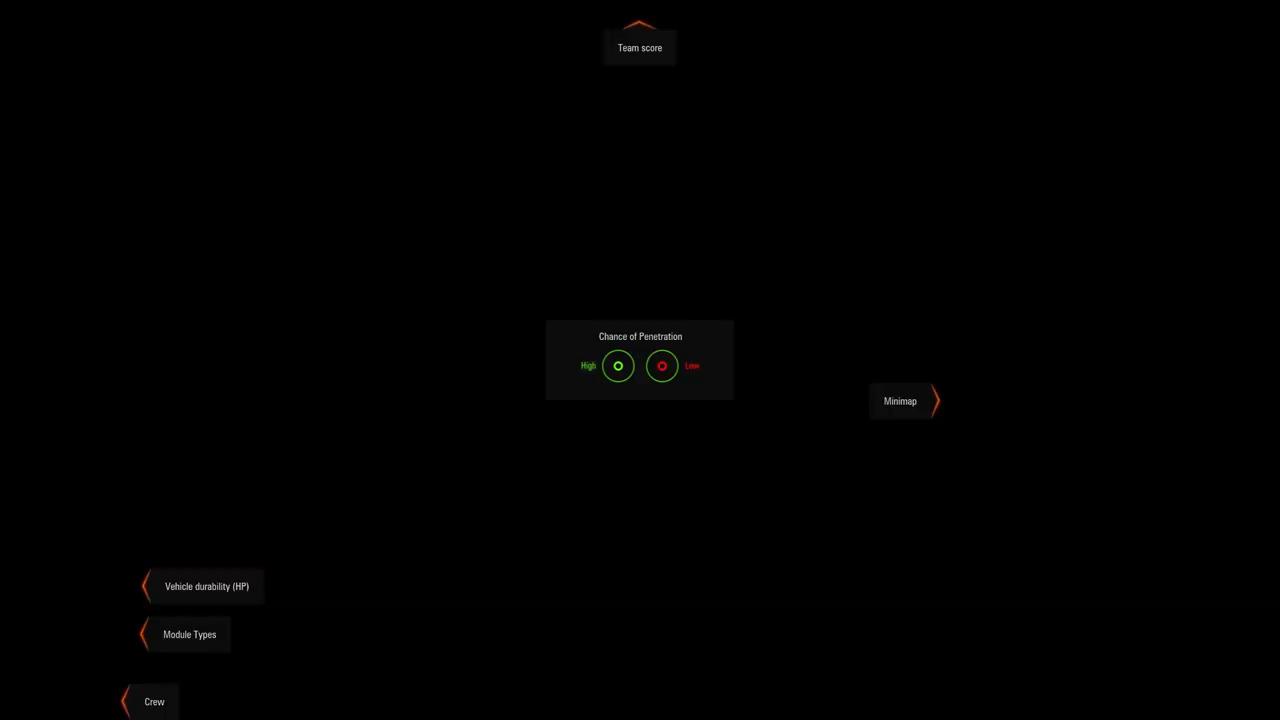 Team score
Chance of Penetration
High Low
Minimap
Vehicle durability (HP)
Module Types
Crew